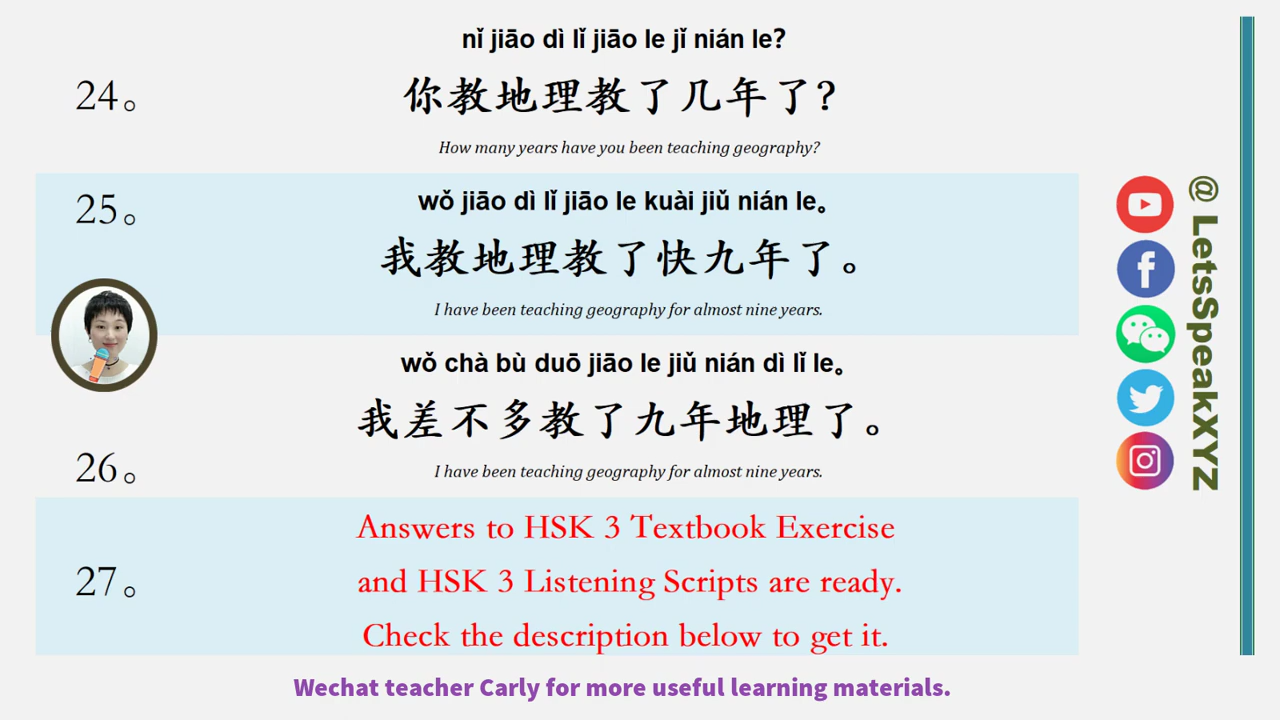 nǐ jiāo dì lǐ jiāo le jǐ nián le?
24。
你教地理教了几年了？
How many years have you been teaching geography?
wǒ jiāo dì lǐ jiāo le kuài jiǔ nián le。
25。
我教地理教了快九年了。
I have been teaching geography for almost nine years.
wǒ chà bù duō jiāo le jiǔ nián dì lǐ le。
我差不多教了九年地理了。
26。
I have been teaching geography for almost nine years.
Answers to HSK 3 Textbook Exercise
27。
and HSK 3 Listening Scripts are ready.
Check the description below to get it.
Wechat teacher Carly for more useful learning materials.
@ LetsSpeakXYZ